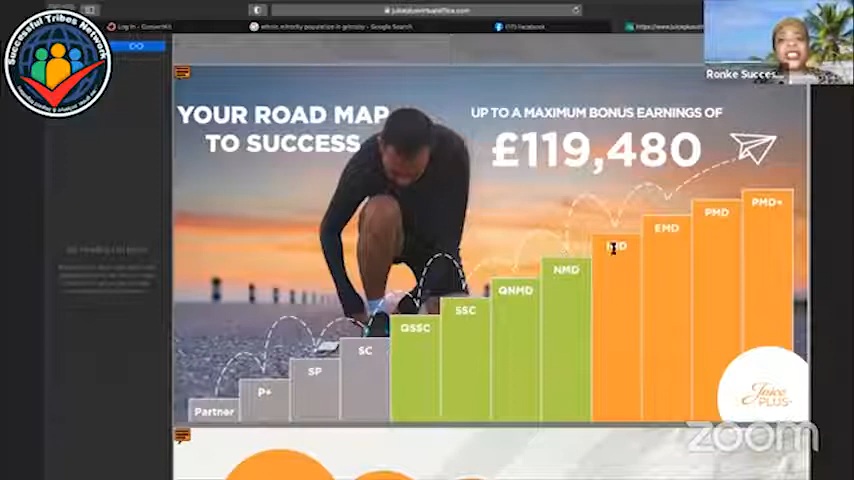 juiceplusvirtualoffice.com
Log In - ConvertKit
ethnic minority population in grimsby - Google Search
(17) Facebook
Successful Tribes Network
Ronke Succes...
YOUR ROAD MAP
TO SUCCESS
UP TO A MAXIMUM BONUS EARNINGS OF
£119,480
PMD+
PMD
EMD
NMD
QNMD
SSC
QSSC
SC
SP
P+
Partner
Juice
PLUS+
zoom